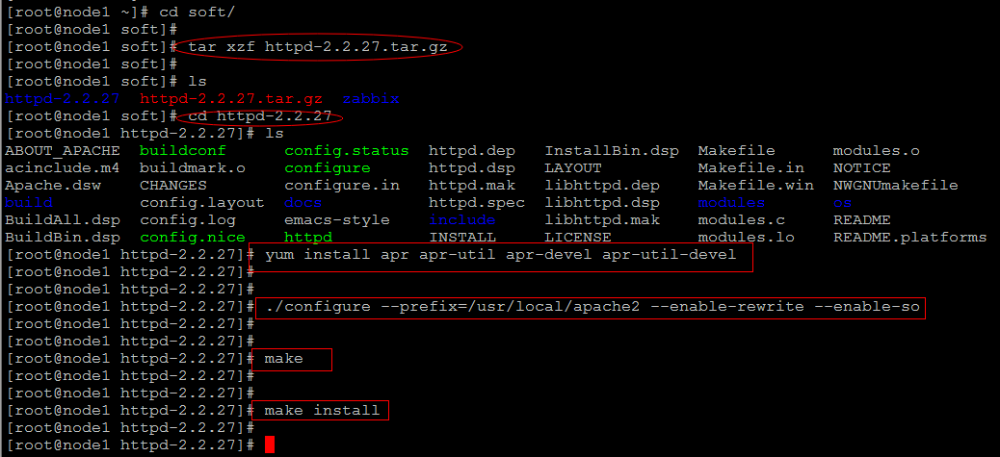 [root@node1 ~]# cd soft/
[root@node1 soft]#
[root@node1 soft]# tar xzf httpd-2.2.27.tar.gz
[root@node1 soft]#
[root@node1 soft]# ls
httpd-2.2.27 httpd-2.2.27.tar.gz zabbix
[root@node1 soft]# cd httpd-2.2.27
[root@node1 httpd-2.2.27]# ls
ABOUT_APACHE buildconf config.status httpd.dep InstallBin.dsp Makefile modules.o
acinclude.m4 buildmark.o configure httpd.dsp LAYOUT Makefile.in NOTICE
Apache.dsw CHANGES configure.in httpd.mak libhttpd.dep Makefile.win NWGNUmakefile
build config.layout docs httpd.spec libhttpd.dsp modules os
BuildAll.dsp config.log emacs-style include libhttpd.mak modules.c README
BuildBin.dsp config.nice httpd INSTALL LICENSE modules.lo README.platforms
[root@node1 httpd-2.2.27]# yum install apr apr-util apr-devel apr-util-devel
[root@node1 httpd-2.2.27]#
[root@node1 httpd-2.2.27]#
[root@node1 httpd-2.2.27]# ./configure --prefix=/usr/local/apache2 --enable-rewrite --enable-so
[root@node1 httpd-2.2.27]#
[root@node1 httpd-2.2.27]#
[root@node1 httpd-2.2.27]# make
[root@node1 httpd-2.2.27]#
[root@node1 httpd-2.2.27]#
[root@node1 httpd-2.2.27]# make install
[root@node1 httpd-2.2.27]#
[root@node1 httpd-2.2.27]#